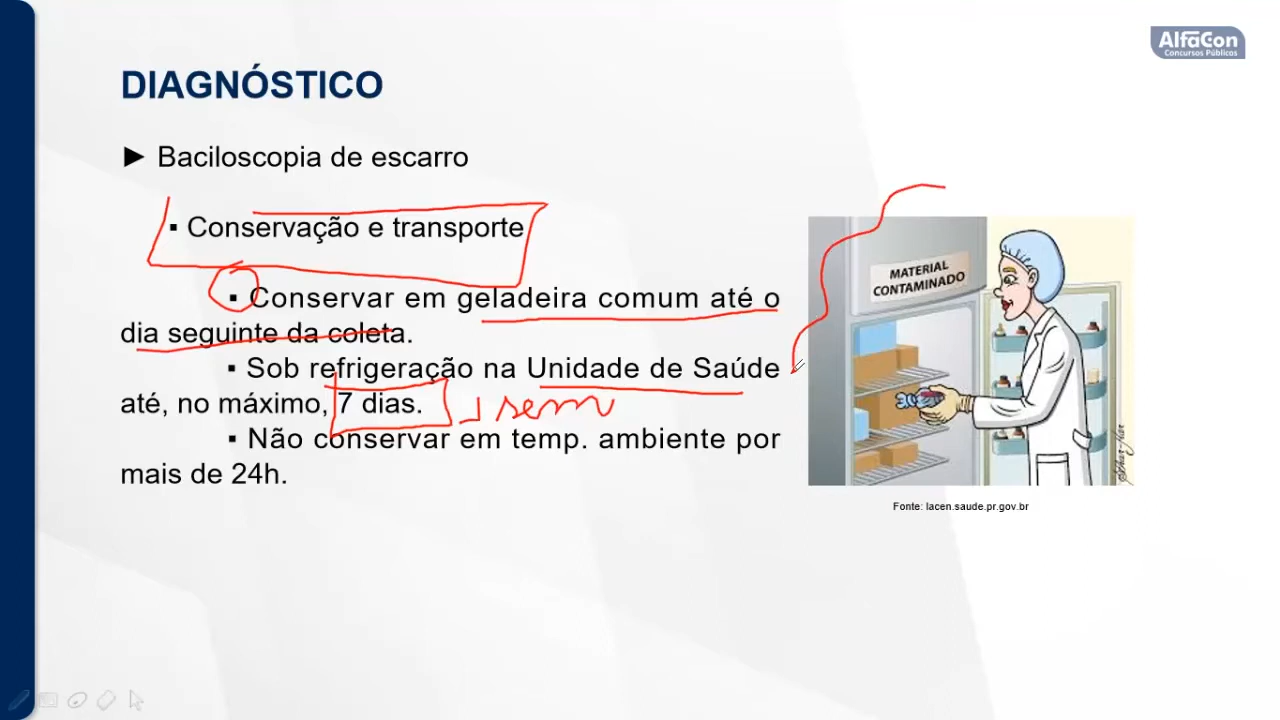 AlfaCon
Concursos Públicos
DIAGNÓSTICO
► Baciloscopia de escarro
▪ Conservação e transporte
▪ Conservar em geladeira comum até o
dia seguinte da coleta.
▪ Sob refrigeração na Unidade de Saúde
até, no máximo, 7 dias. sem
▪ Não conservar em temp. ambiente por
mais de 24h.
MATERIAL
CONTAMINADO
Fonte: lacen.saude.pr.gov.br